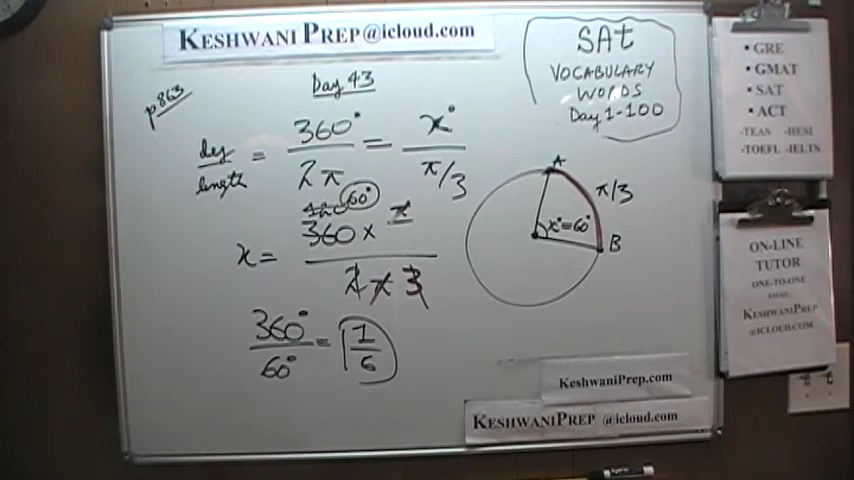 KESHWANI PREP@icloud.com
Day 43
p863
SAt
VOCABULARY
WORDS
Day 1-100
deg/length = 360°/2π = x°/π/3
120 60°
x = 360 × π / 2 π 3
360°/60° = 1/6
A
π/3
x°=60°
B
KESHWANIPREP.com
KESHWANIPREP @icloud.com
• GRE
• GMAT
• SAT
• ACT
-TEAS -HESI
-TOEFL -IELTS
ON-LINE
TUTOR
ONE-TO-ONE
EMAIL:
KESHWANIPREP
@ICLOUD.COM